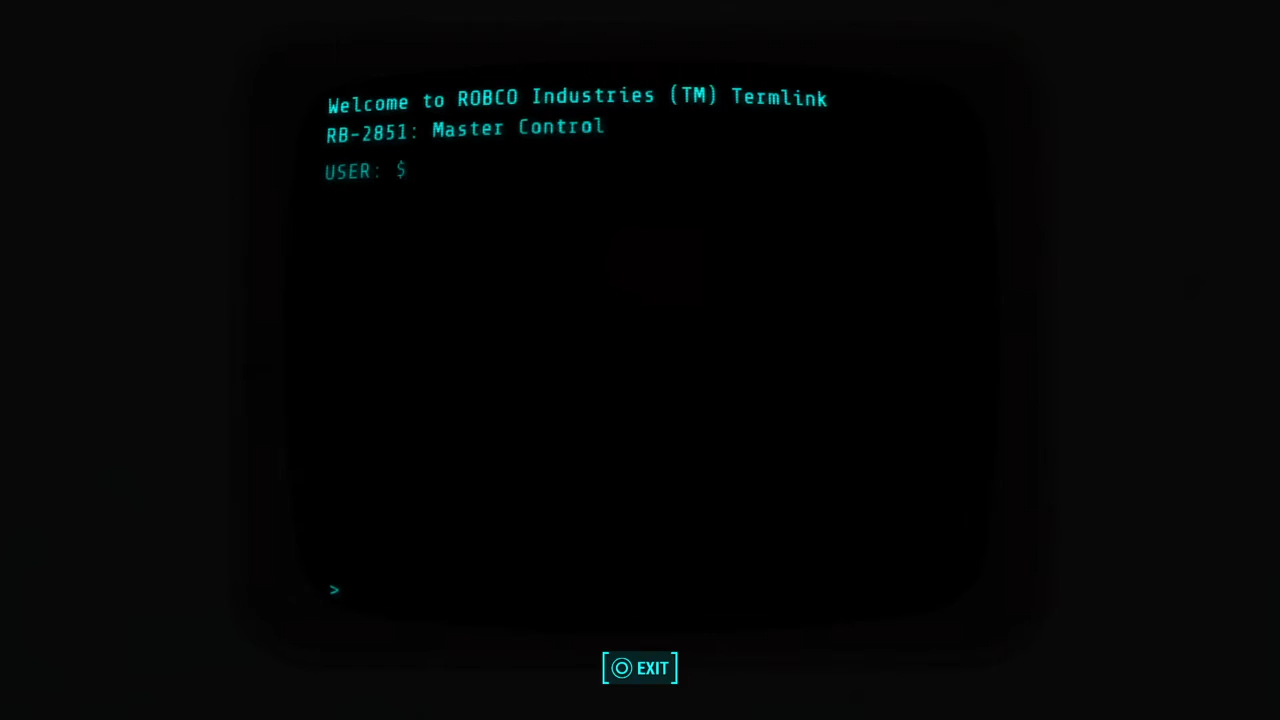 Welcome to ROBCO Industries (TM) Termlink
RB-2851: Master Control
USER: $
>
EXIT